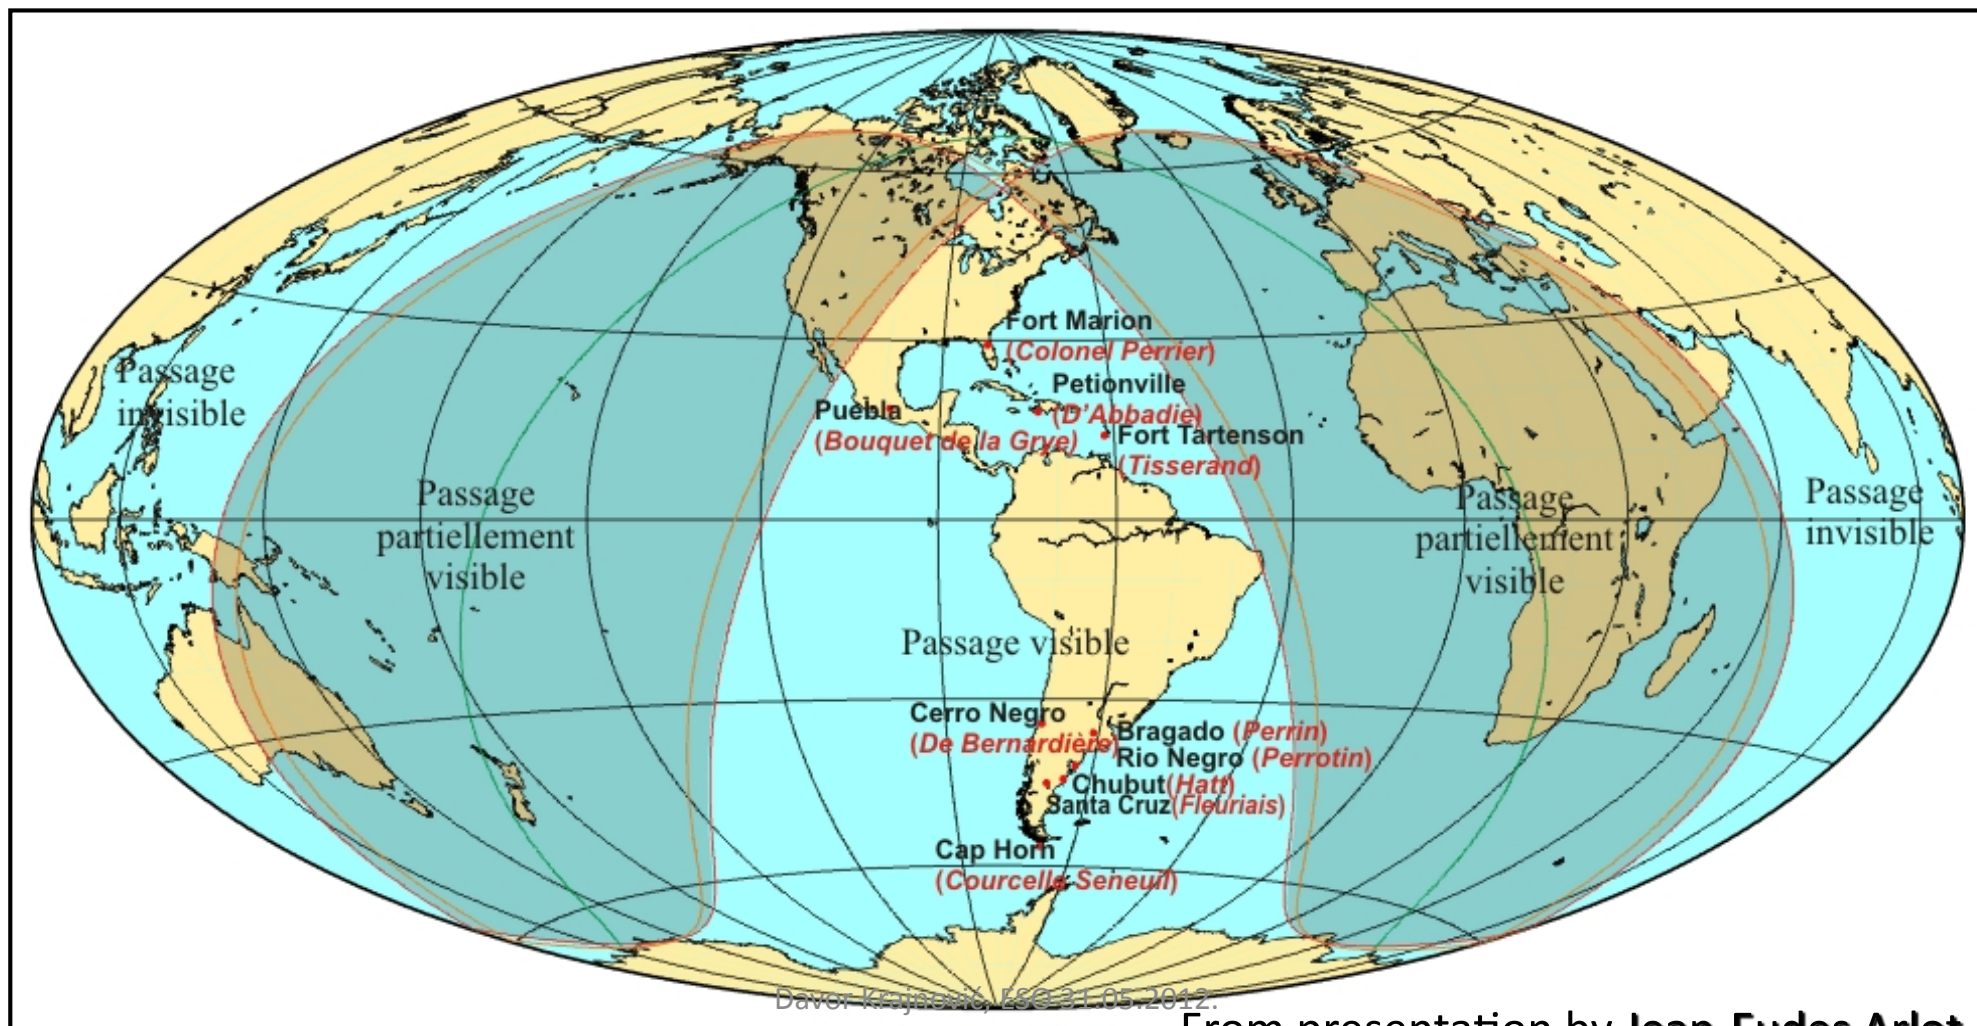 Fort Marion
(Colonel Perrier)
Passage
invisible
Petionville
(D'Abbadie)
Puebla
(Bouquet de la Grye)
Fort Tartenson
(Tisserand)
Passage
partiellement
visible
Passage
partiellement
visible
Passage
invisible
Passage visible
Cerro Negro
(De Bernardière)
Bragado (Perrin)
Rio Negro (Perrotin)
Chubut(Hatt)
Santa Cruz(Fleuriais)
Cap Horn
(Courcelle Seneuil)
Davor Krajnović, ESO 31.05.2012.
From presentation by Jean-Eudes Arlot